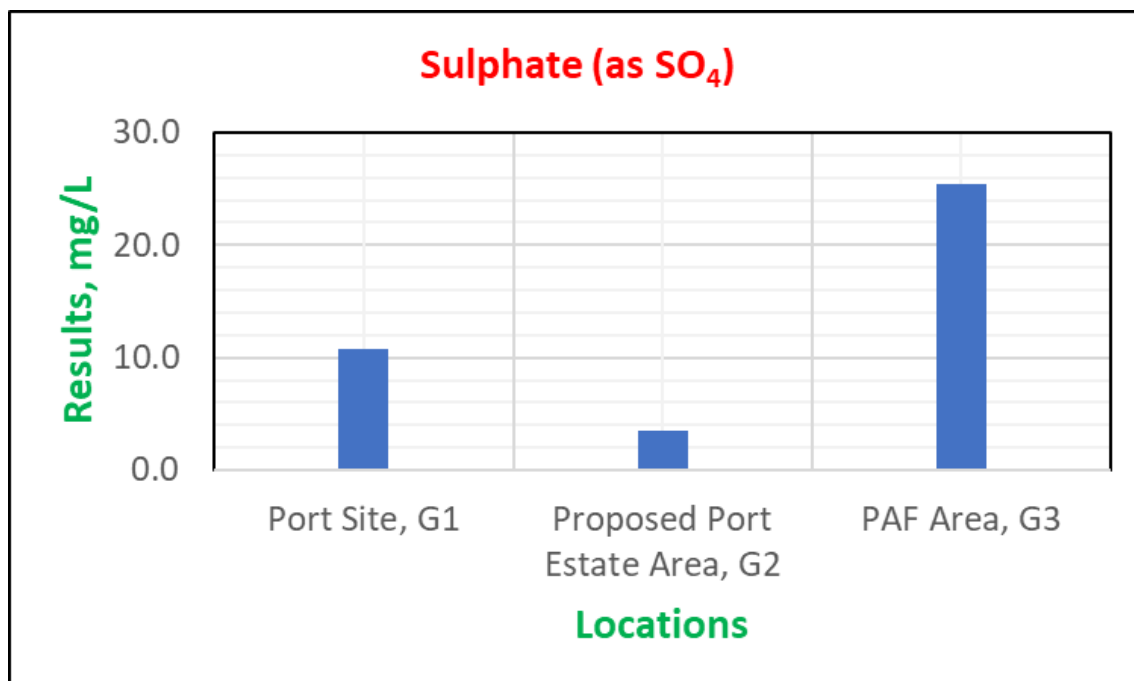 Sulphate (as SO₄)
Results, mg/L
30.0
20.0
10.0
0.0
Port Site, G1
Proposed Port
Estate Area, G2
PAF Area, G3
Locations